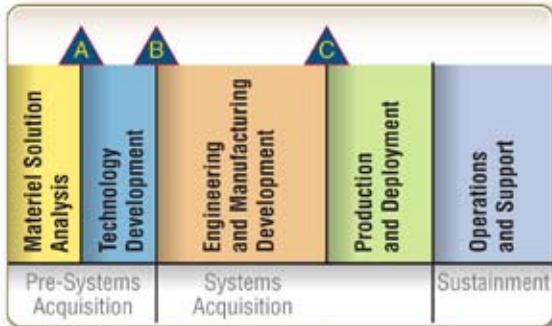 A
B
C
Materiel Solution
Analysis
Technology
Development
Engineering
and Manufacturing
Development
Production
and Deployment
Operations
and Support
Pre-Systems
Acquisition
Systems
Acquisition
Sustainment